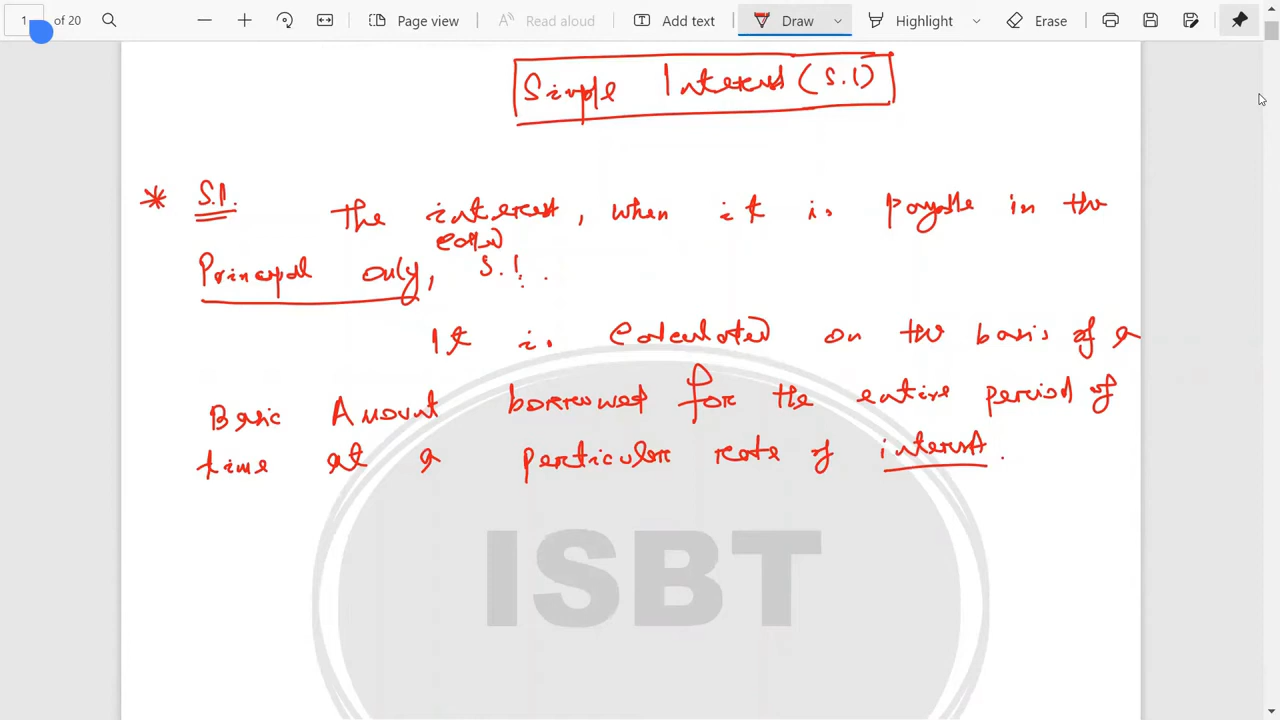 1 of 20 Page view Read aloud Add text Draw Highlight Erase
Simple Interest (S.I)
* S.I. The interest, when it is payable in the
called
Principal only, S.I.
It is calculated on the basis of a
Basic Amount borrowed for the entire period of
time at a particular rate of interest.
ISBT